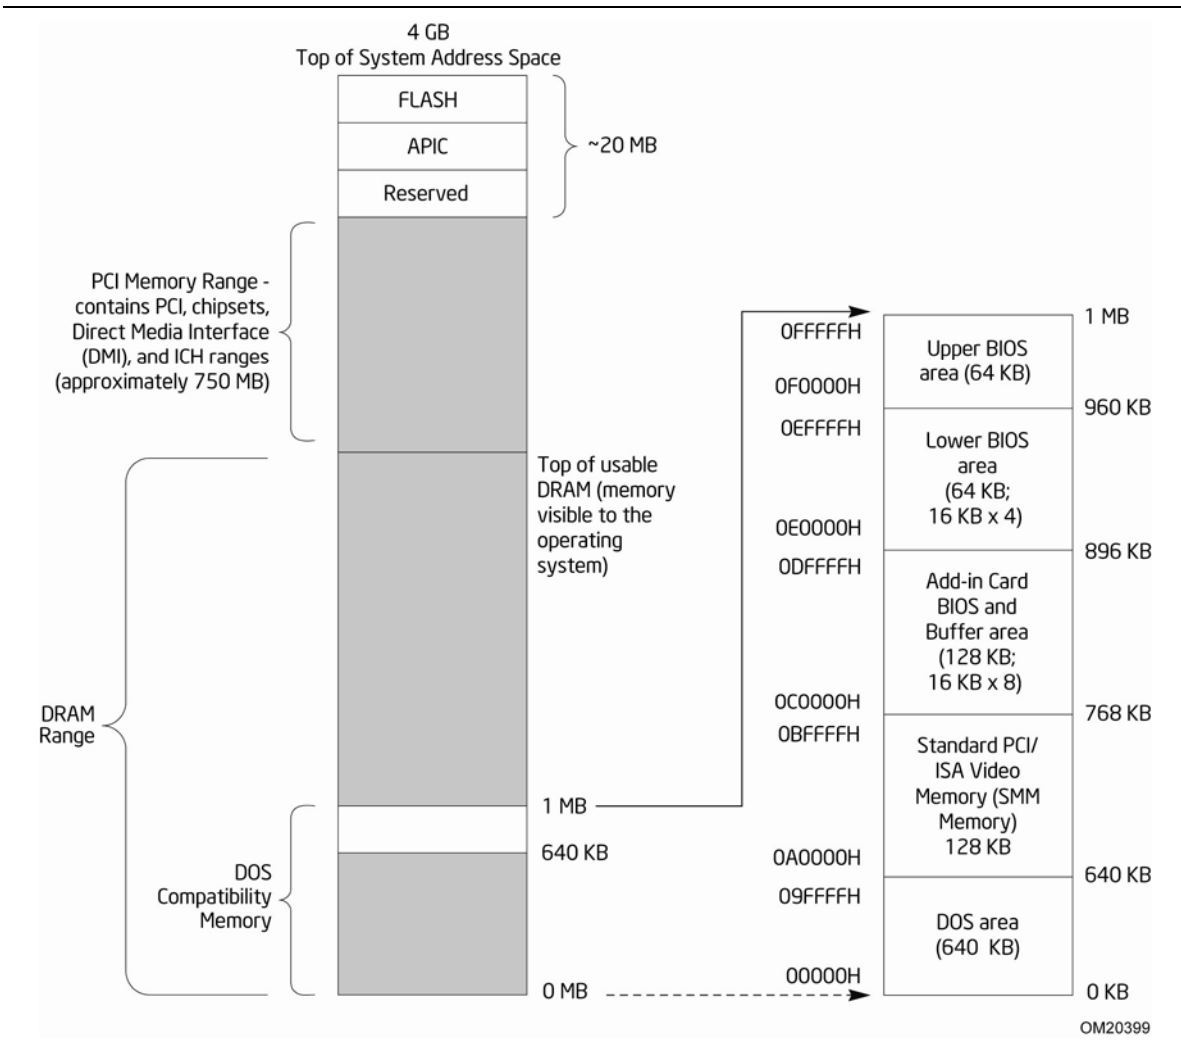 4 GB
Top of System Address Space
FLASH
APIC
Reserved
~20 MB
PCI Memory Range -
contains PCI, chipsets,
Direct Media Interface
(DMI), and ICH ranges
(approximately 750 MB)
DRAM
Range
DOS
Compatibility
Memory
Top of usable
DRAM (memory
visible to the
operating
system)
1 MB
640 KB
0 MB
0FFFFFH
0F0000H
0EFFFFH
0E0000H
0DFFFFH
0C0000H
0BFFFFH
0A0000H
09FFFFH
00000H
Upper BIOS
area (64 KB)
Lower BIOS
area
(64 KB;
16 KB x 4)
Add-in Card
BIOS and
Buffer area
(128 KB;
16 KB x 8)
Standard PCI/
ISA Video
Memory (SMM
Memory)
128 KB
DOS area
(640 KB)
1 MB
960 KB
896 KB
768 KB
640 KB
0 KB
OM20399